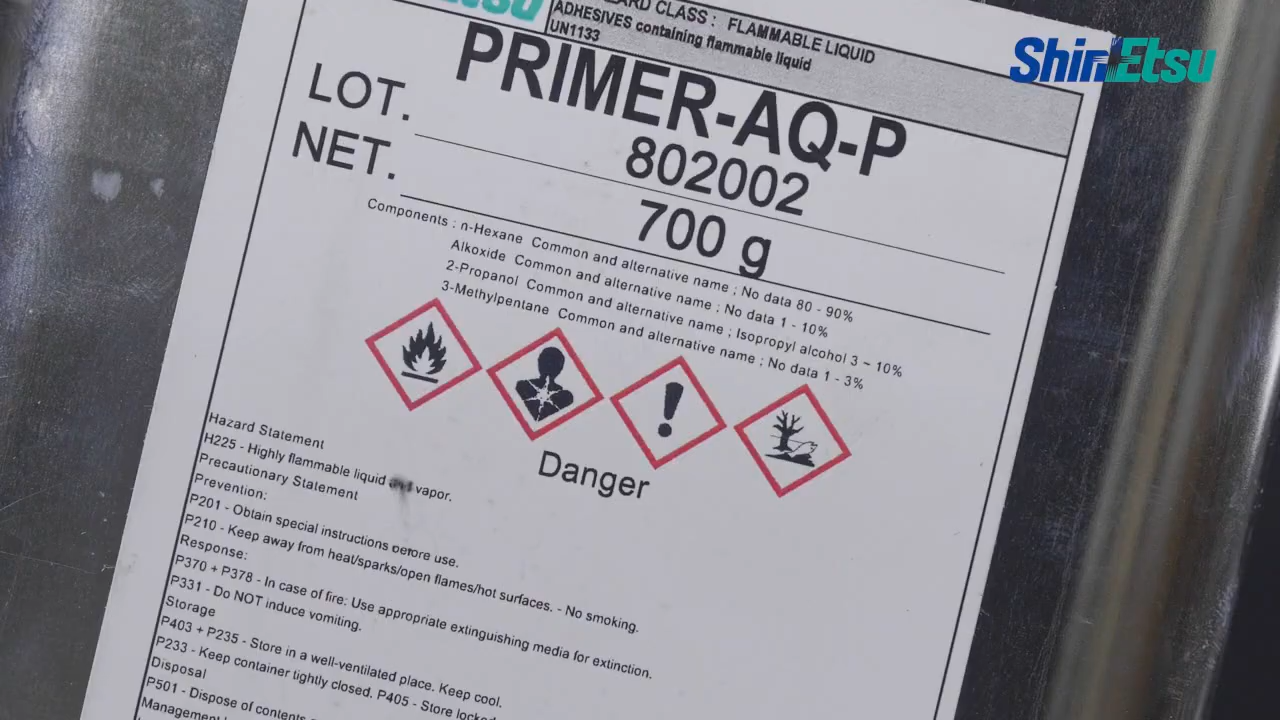 Etsu
HAZARD CLASS : FLAMMABLE LIQUID
ADHESIVES containing flammable liquid
UN1133
Shin Etsu
PRIMER-AQ-P
LOT. 802002
NET. 700 g
Components : n-Hexane Common and alternative name ; No data 80 - 90%
Alkoxide Common and alternative name ; No data 1 - 10%
2-Propanol Common and alternative name ; Isopropyl alcohol 3 - 10%
3-Methylpentane Common and alternative name ; No data 1 - 3%
Danger
Hazard Statement
H225 - Highly flammable liquid and vapor.
Precautionary Statement
Prevention:
P201 - Obtain special instructions before use.
P210 - Keep away from heat/sparks/open flames/hot surfaces. - No smoking.
Response:
P370 + P378 - In case of fire: Use appropriate extinguishing media for extinction.
P331 - Do NOT induce vomiting.
Storage
P403 + P235 - Store in a well-ventilated place. Keep cool.
P233 - Keep container tightly closed. P405 - Store locked
Disposal
P501 - Dispose of contents
Management